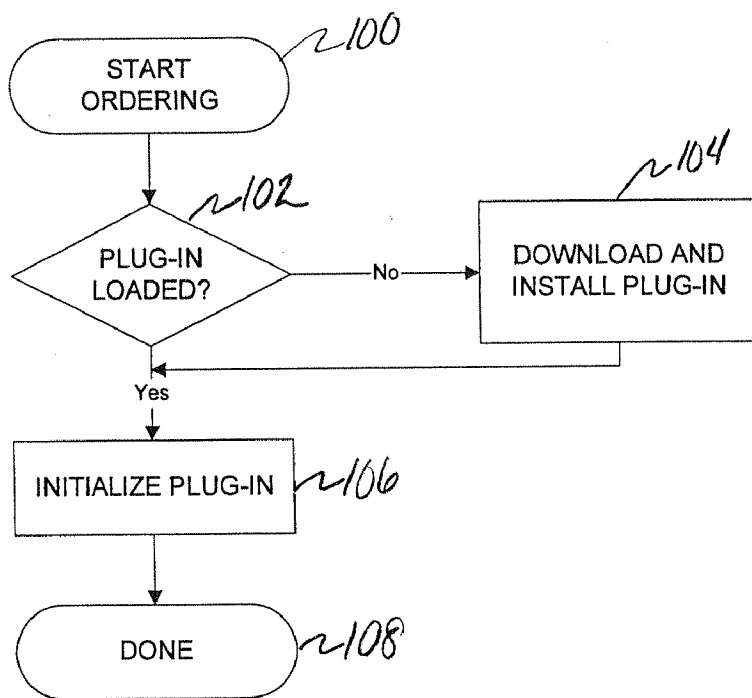 100
START
ORDERING
102
PLUG-IN
LOADED?
No
104
DOWNLOAD AND
INSTALL PLUG-IN
Yes
INITIALIZE PLUG-IN
106
DONE
108